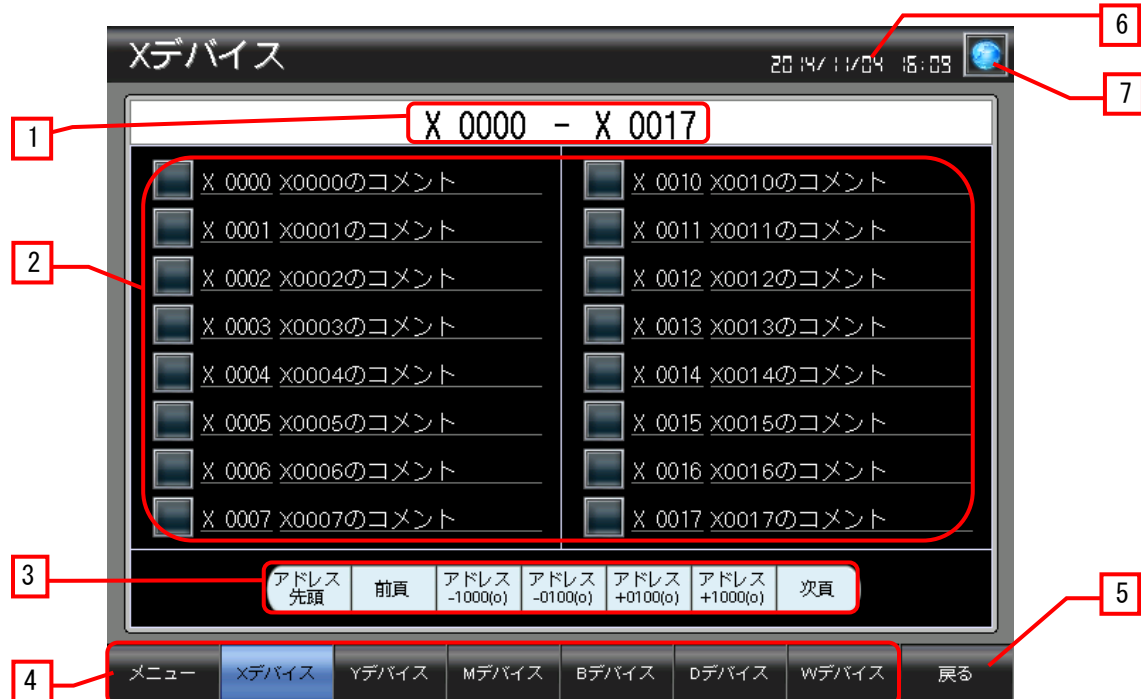 6
Xデバイス
2014/11/04 16:09
7
1
X 0000 - X 0017
X 0000 X0000のコメント
X 0001 X0001のコメント
X 0002 X0002のコメント
X 0003 X0003のコメント
X 0004 X0004のコメント
X 0005 X0005のコメント
X 0006 X0006のコメント
X 0007 X0007のコメント
X 0010 X0010のコメント
X 0011 X0011のコメント
X 0012 X0012のコメント
X 0013 X0013のコメント
X 0014 X0014のコメント
X 0015 X0015のコメント
X 0016 X0016のコメント
X 0017 X0017のコメント
2
3
アドレス
先頭
前頁
アドレス
-1000(o)
アドレス
-0100(o)
アドレス
+0100(o)
アドレス
+1000(o)
次頁
5
4
メニュー
Xデバイス
Yデバイス
Mデバイス
Bデバイス
Dデバイス
Wデバイス
戻る